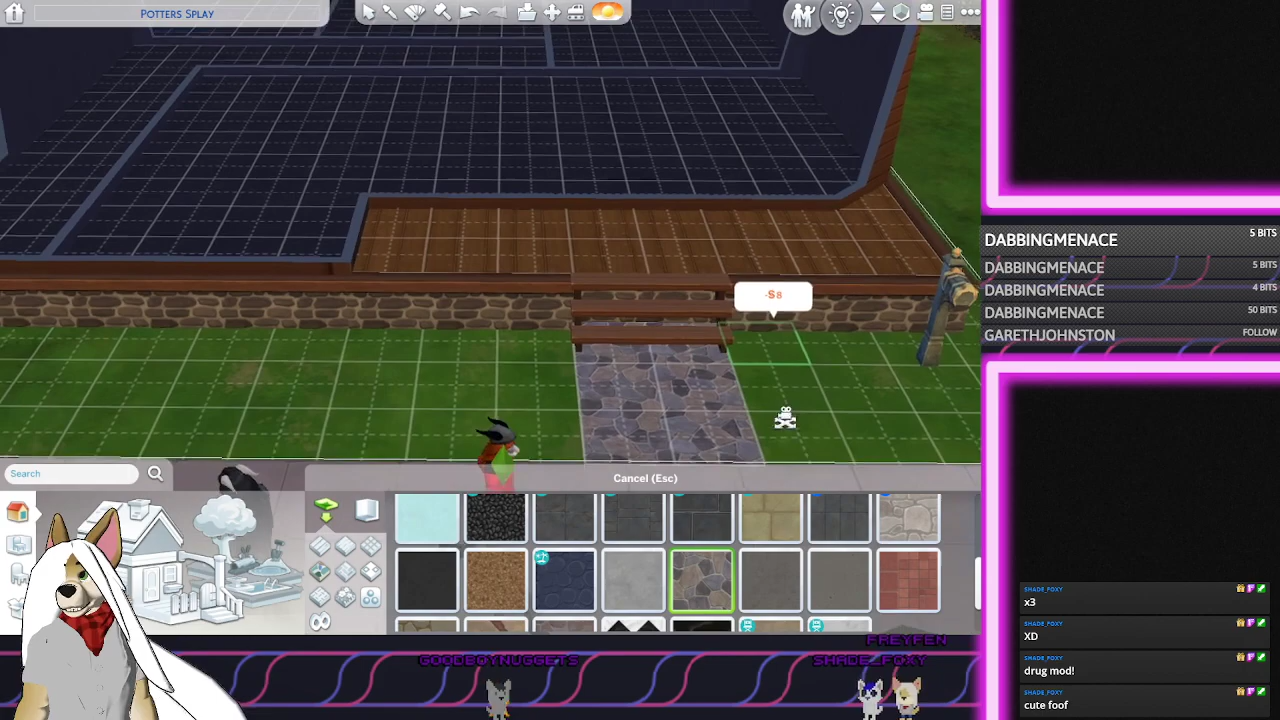 POTTERS SPLAY
-§8
DABBINGMENACE 5 BITS
DABBINGMENACE 5 BITS
DABBINGMENACE 4 BITS
DABBINGMENACE 50 BITS
GARETHJOHNSTON FOLLOW
Search
Cancel (Esc)
SHADE_FOXY
x3
SHADE_FOXY
XD
SHADE_FOXY
drug mod!
SHADE_FOXY
cute foof
FREYFEN
GOODBOYNUGGETS
SHADE_FOXY